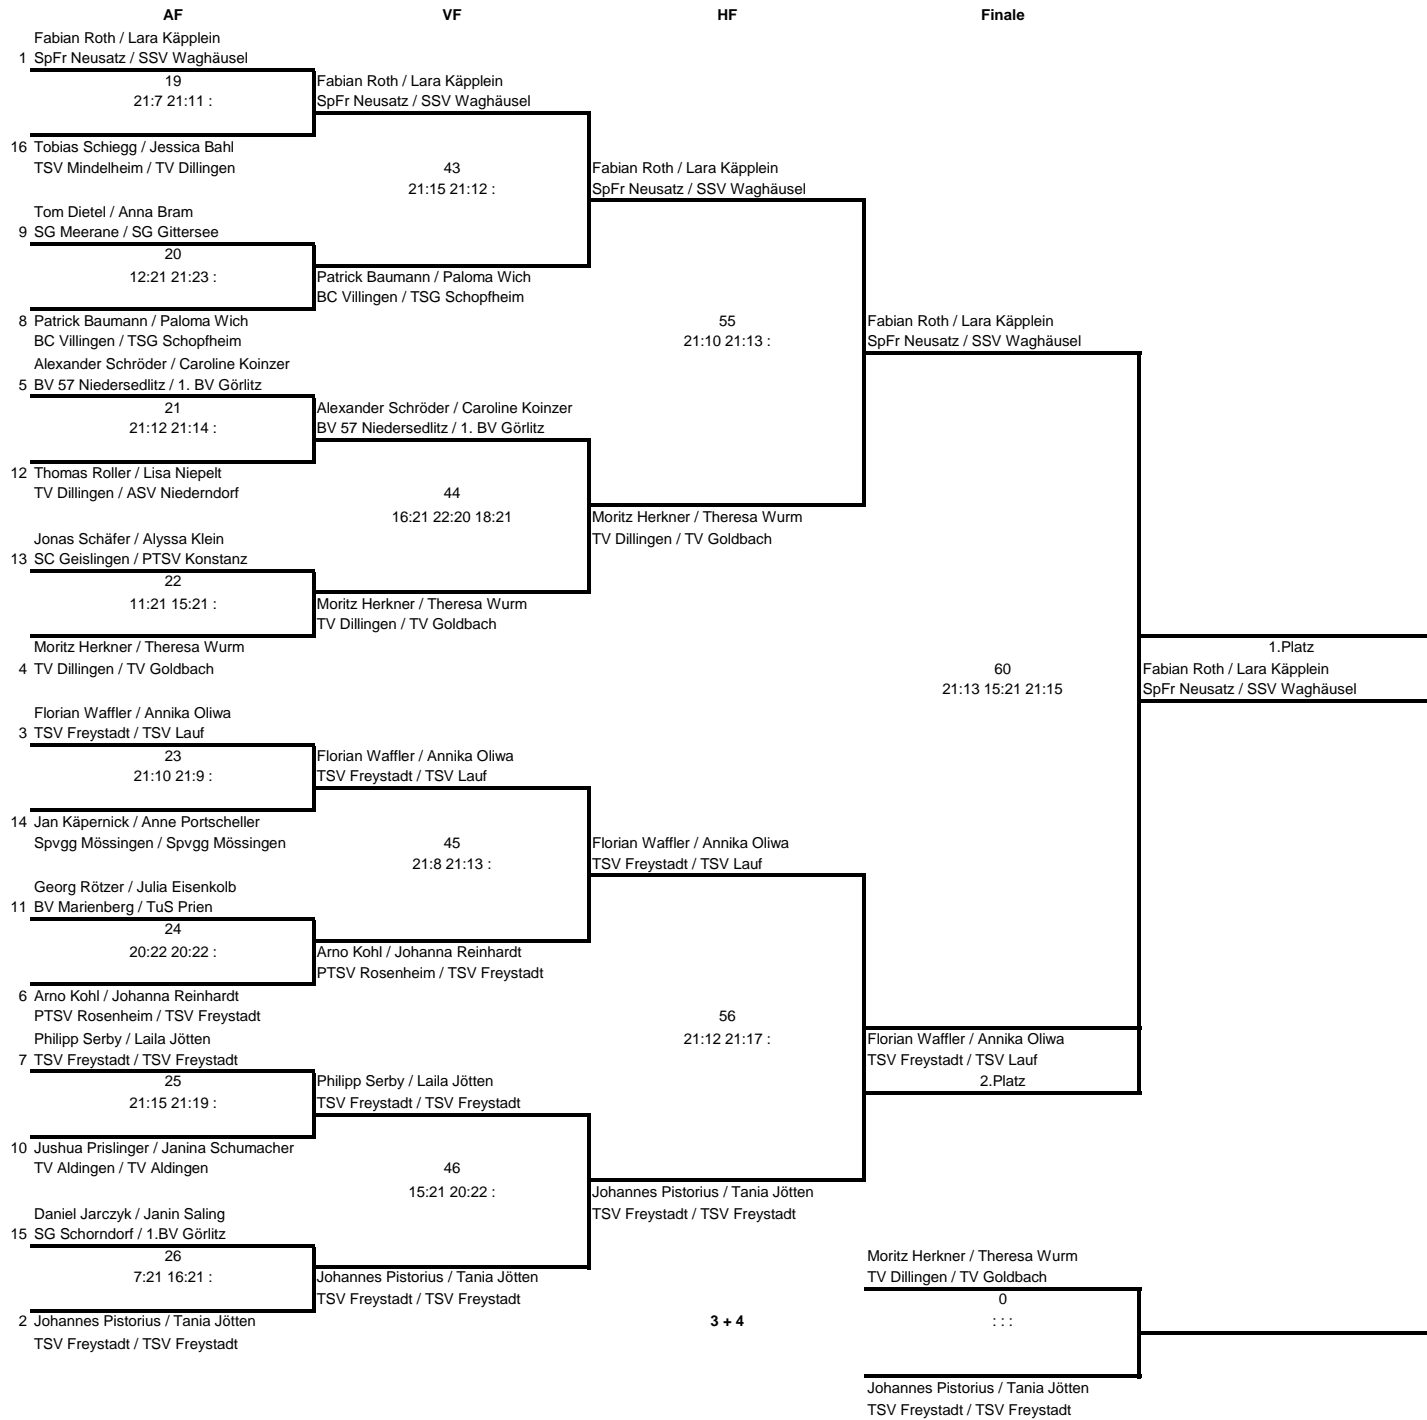 AF VF HF Finale
Fabian Roth / Lara Käpplein
1 SpFr Neusatz / SSV Waghäusel
19
21:7 21:11 :
16 Tobias Schiegg / Jessica Bahl
TSV Mindelheim / TV Dillingen
Tom Dietel / Anna Bram
9 SG Meerane / SG Gittersee
20
12:21 21:23 :
8 Patrick Baumann / Paloma Wich
BC Villingen / TSG Schopfheim
Alexander Schröder / Caroline Koinzer
5 BV 57 Niedersedlitz / 1. BV Görlitz
21
21:12 21:14 :
12 Thomas Roller / Lisa Niepelt
TV Dillingen / ASV Niederndorf
Jonas Schäfer / Alyssa Klein
13 SC Geislingen / PTSV Konstanz
22
11:21 15:21 :
Moritz Herkner / Theresa Wurm
4 TV Dillingen / TV Goldbach
Florian Waffler / Annika Oliwa
3 TSV Freystadt / TSV Lauf
23
21:10 21:9 :
14 Jan Käpernick / Anne Portscheller
Spvgg Mössingen / Spvgg Mössingen
Georg Rötzer / Julia Eisenkolb
11 BV Marienberg / TuS Prien
24
20:22 20:22 :
6 Arno Kohl / Johanna Reinhardt
PTSV Rosenheim / TSV Freystadt
Philipp Serby / Laila Jötten
7 TSV Freystadt / TSV Freystadt
25
21:15 21:19 :
10 Jushua Prislinger / Janina Schumacher
TV Aldingen / TV Aldingen
Daniel Jarczyk / Janin Saling
15 SG Schorndorf / 1.BV Görlitz
26
7:21 16:21 :
2 Johannes Pistorius / Tania Jötten
TSV Freystadt / TSV Freystadt
Fabian Roth / Lara Käpplein
SpFr Neusatz / SSV Waghäusel
43
21:15 21:12 :
Patrick Baumann / Paloma Wich
BC Villingen / TSG Schopfheim
Alexander Schröder / Caroline Koinzer
BV 57 Niedersedlitz / 1. BV Görlitz
44
16:21 22:20 18:21
Moritz Herkner / Theresa Wurm
TV Dillingen / TV Goldbach
Florian Waffler / Annika Oliwa
TSV Freystadt / TSV Lauf
45
21:8 21:13 :
Arno Kohl / Johanna Reinhardt
PTSV Rosenheim / TSV Freystadt
Philipp Serby / Laila Jötten
TSV Freystadt / TSV Freystadt
46
15:21 20:22 :
Johannes Pistorius / Tania Jötten
TSV Freystadt / TSV Freystadt
Fabian Roth / Lara Käpplein
SpFr Neusatz / SSV Waghäusel
55
21:10 21:13 :
Moritz Herkner / Theresa Wurm
TV Dillingen / TV Goldbach
Florian Waffler / Annika Oliwa
TSV Freystadt / TSV Lauf
56
21:12 21:17 :
Johannes Pistorius / Tania Jötten
TSV Freystadt / TSV Freystadt
3 + 4
Fabian Roth / Lara Käpplein
SpFr Neusatz / SSV Waghäusel
60
21:13 15:21 21:15
Florian Waffler / Annika Oliwa
TSV Freystadt / TSV Lauf
2.Platz
Moritz Herkner / Theresa Wurm
TV Dillingen / TV Goldbach
0
: : :
Johannes Pistorius / Tania Jötten
TSV Freystadt / TSV Freystadt
1.Platz
Fabian Roth / Lara Käpplein
SpFr Neusatz / SSV Waghäusel